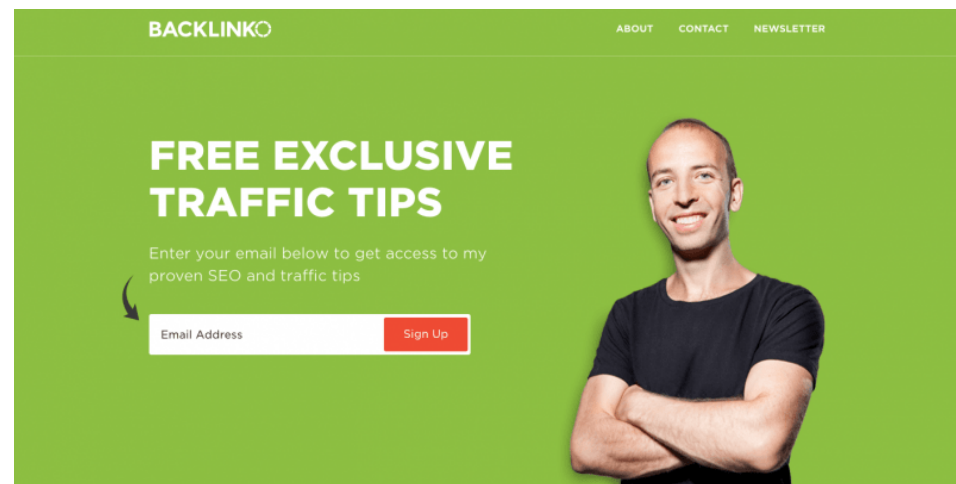 BACKLINKO
ABOUT CONTACT NEWSLETTER
FREE EXCLUSIVE
TRAFFIC TIPS
Enter your email below to get access to my
proven SEO and traffic tips
Email Address Sign Up